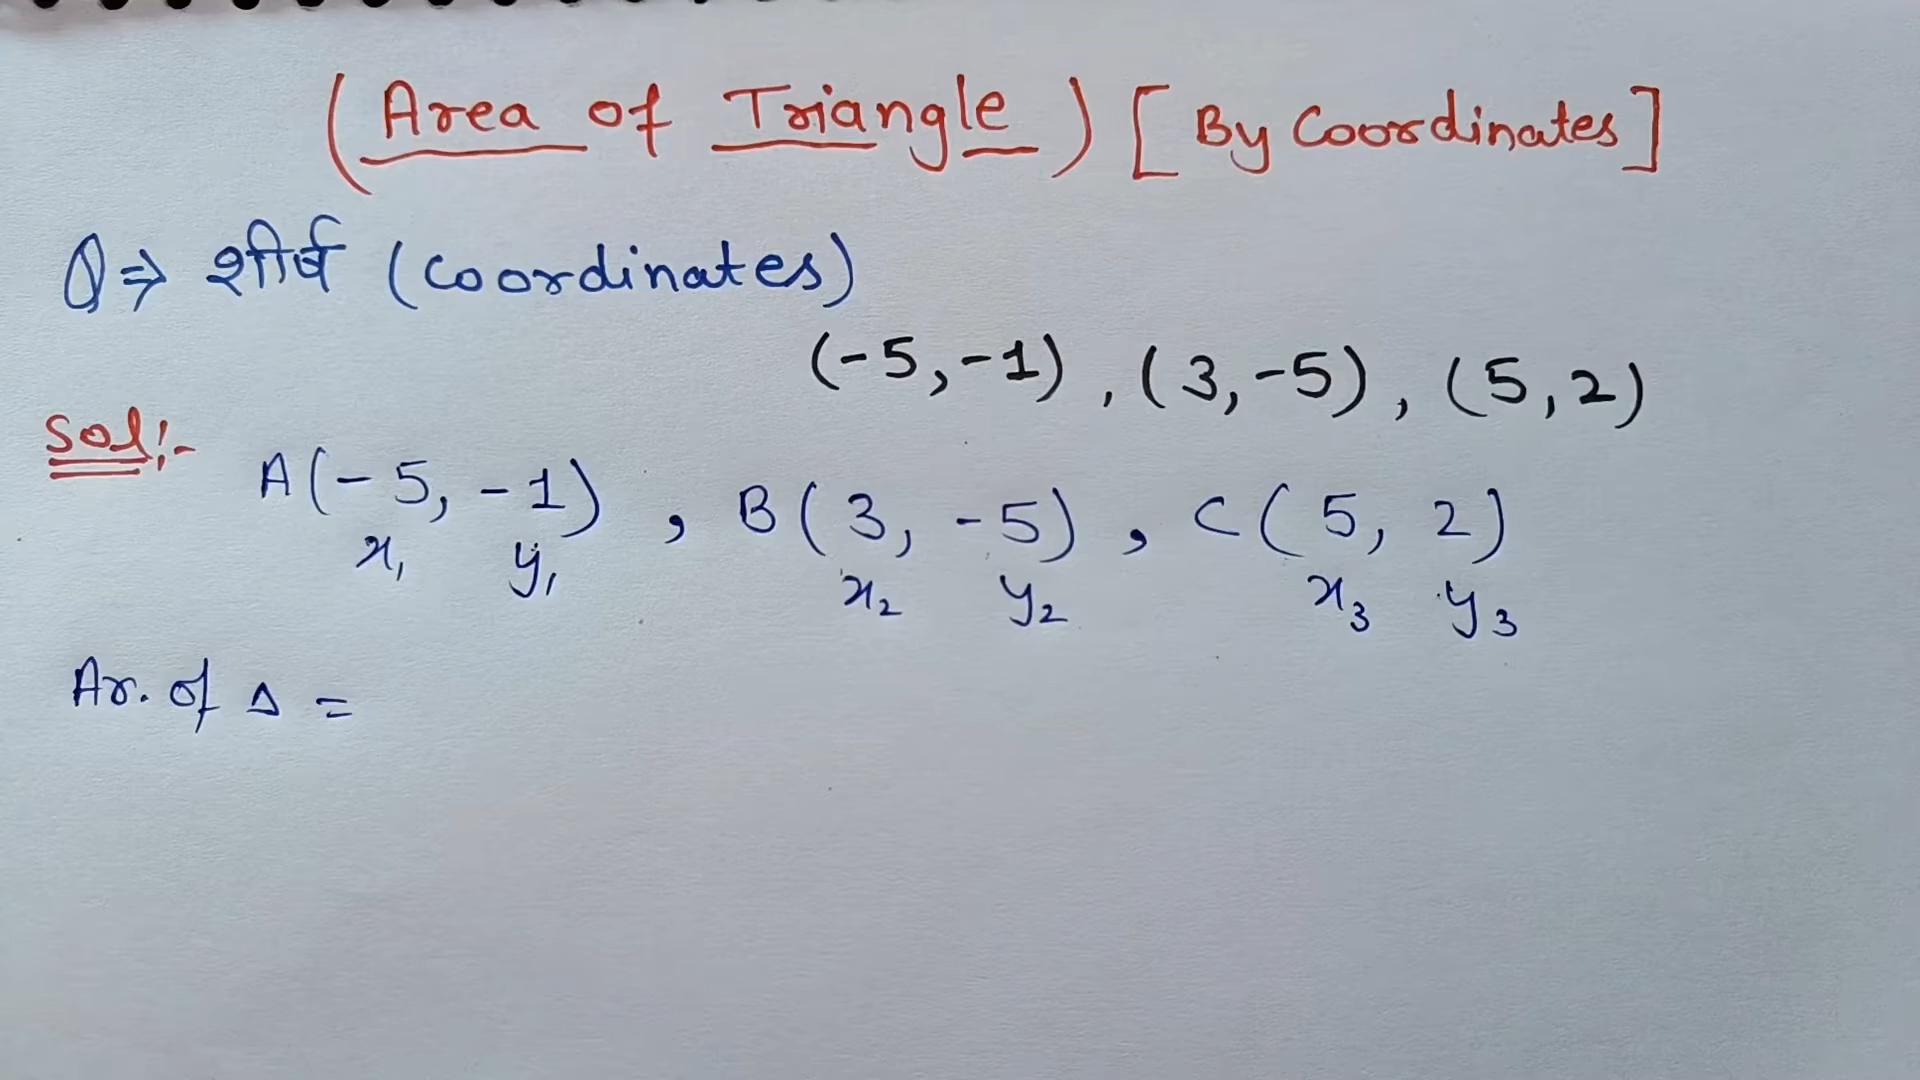 (Area of Triangle) [By Coordinates]
Q⇒ शीर्ष (Coordinates)
(-5,-1), (3,-5), (5,2)
Sol:-
A(-5, -1), B(3, -5), C(5, 2)
x₁ y₁ x₂ y₂ x₃ y₃
Ar. of Δ =